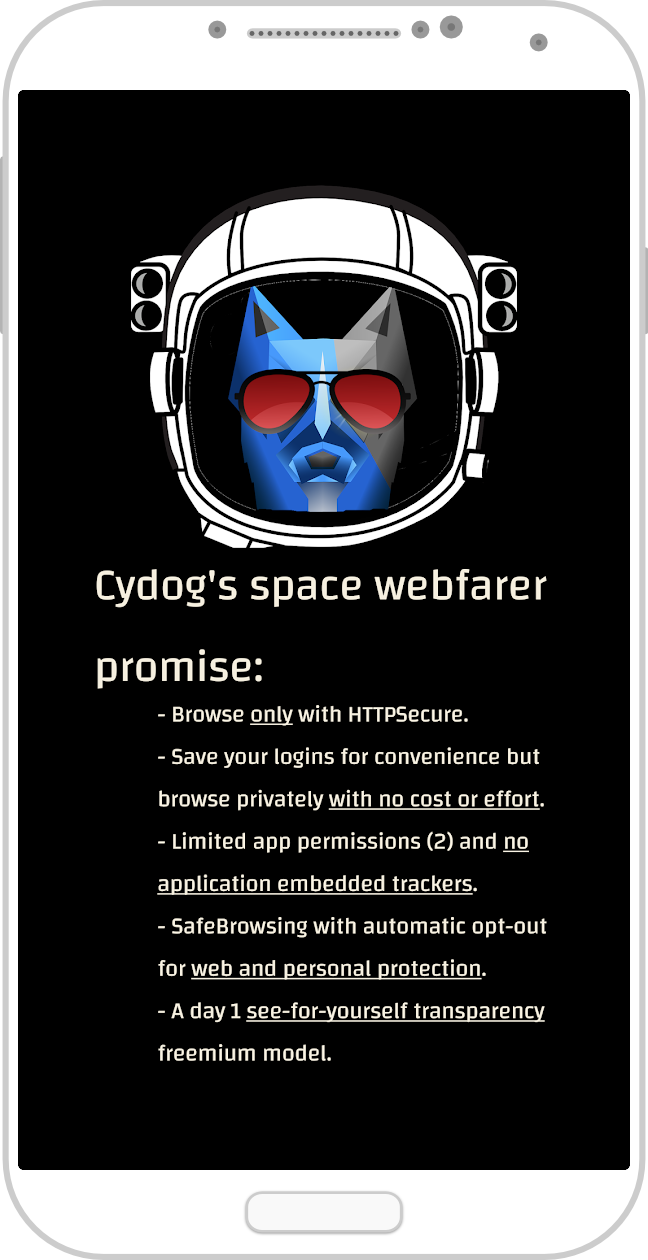 Cydog's space webfarer
promise:
- Browse only with HTTPSecure.
- Save your logins for convenience but
browse privately with no cost or effort.
- Limited app permissions (2) and no
application embedded trackers.
- SafeBrowsing with automatic opt-out
for web and personal protection.
- A day 1 see-for-yourself transparency
freemium model.